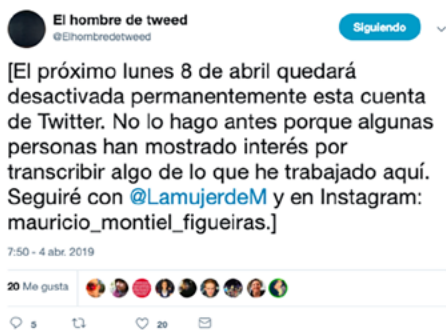 El hombre de tweed
@Elhombredetweed
Siguiendo
[El próximo lunes 8 de abril quedará
desactivada permanentemente esta cuenta
de Twitter. No lo hago antes porque algunas
personas han mostrado interés por
transcribir algo de lo que he trabajado aquí.
Seguiré con @LamujerdeM y en Instagram:
mauricio_montiel_figueiras.]
7:50 - 4 abr. 2019
20 Me gusta
5 20